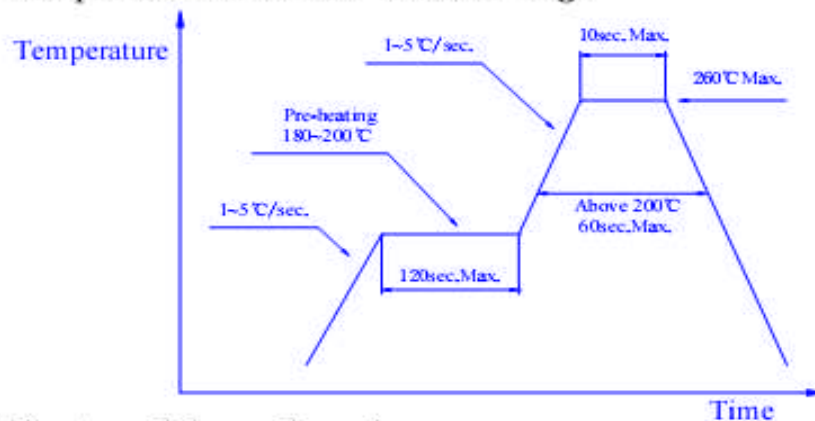 10sec.Max.
1~5℃/sec.
Temperature
260℃ Max.
Pre-heating
180~200℃
Above 200℃
60sec.Max.
1~5℃/sec.
120sec.Max.
Time